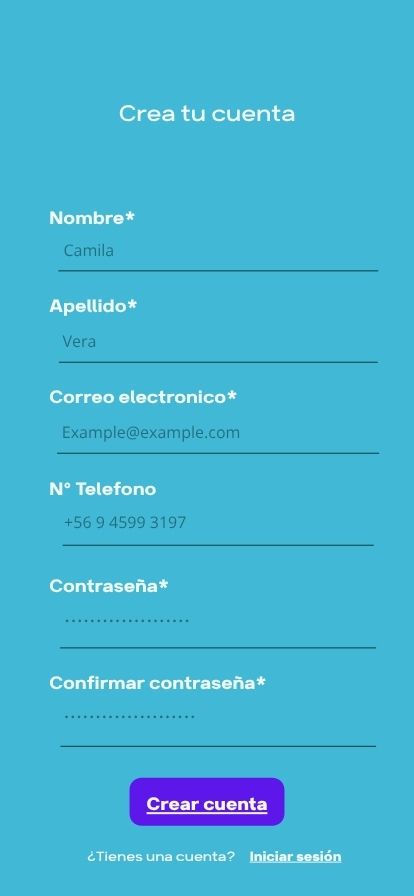 Crea tu cuenta
Nombre*
Camila
Apellido*
Vera
Correo electronico*
Example@example.com
N° Telefono
+56 9 4599 3197
Contraseña*
....................
Confirmar contraseña*
.....................
Crear cuenta
¿Tienes una cuenta? Iniciar sesión